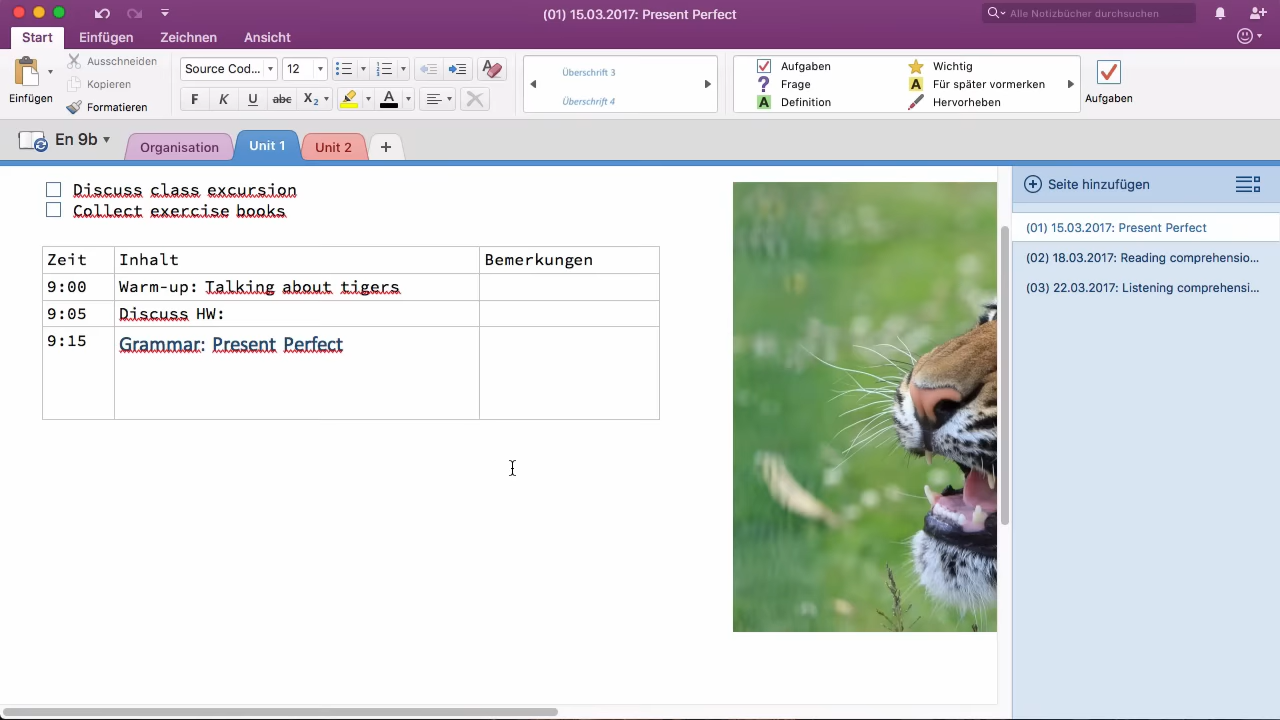 (01) 15.03.2017: Present Perfect
Alle Notizbücher durchsuchen
Start
Einfügen
Zeichnen
Ansicht
Einfügen
Ausschneiden
Kopieren
Formatieren
Source Cod...
12
F K U abc X2 A
Überschrift 3
Überschrift 4
Aufgaben
Frage
A Definition
Wichtig
A Für später vormerken
Hervorheben
Aufgaben
En 9b
Organisation
Unit 1
Unit 2
+
Discuss class excursion
Collect exercise books
Zeit Inhalt Bemerkungen
9:00 Warm-up: Talking about tigers
9:05 Discuss HW:
9:15 Grammar: Present Perfect
Seite hinzufügen
(01) 15.03.2017: Present Perfect
(02) 18.03.2017: Reading comprehensio...
(03) 22.03.2017: Listening comprehensi...